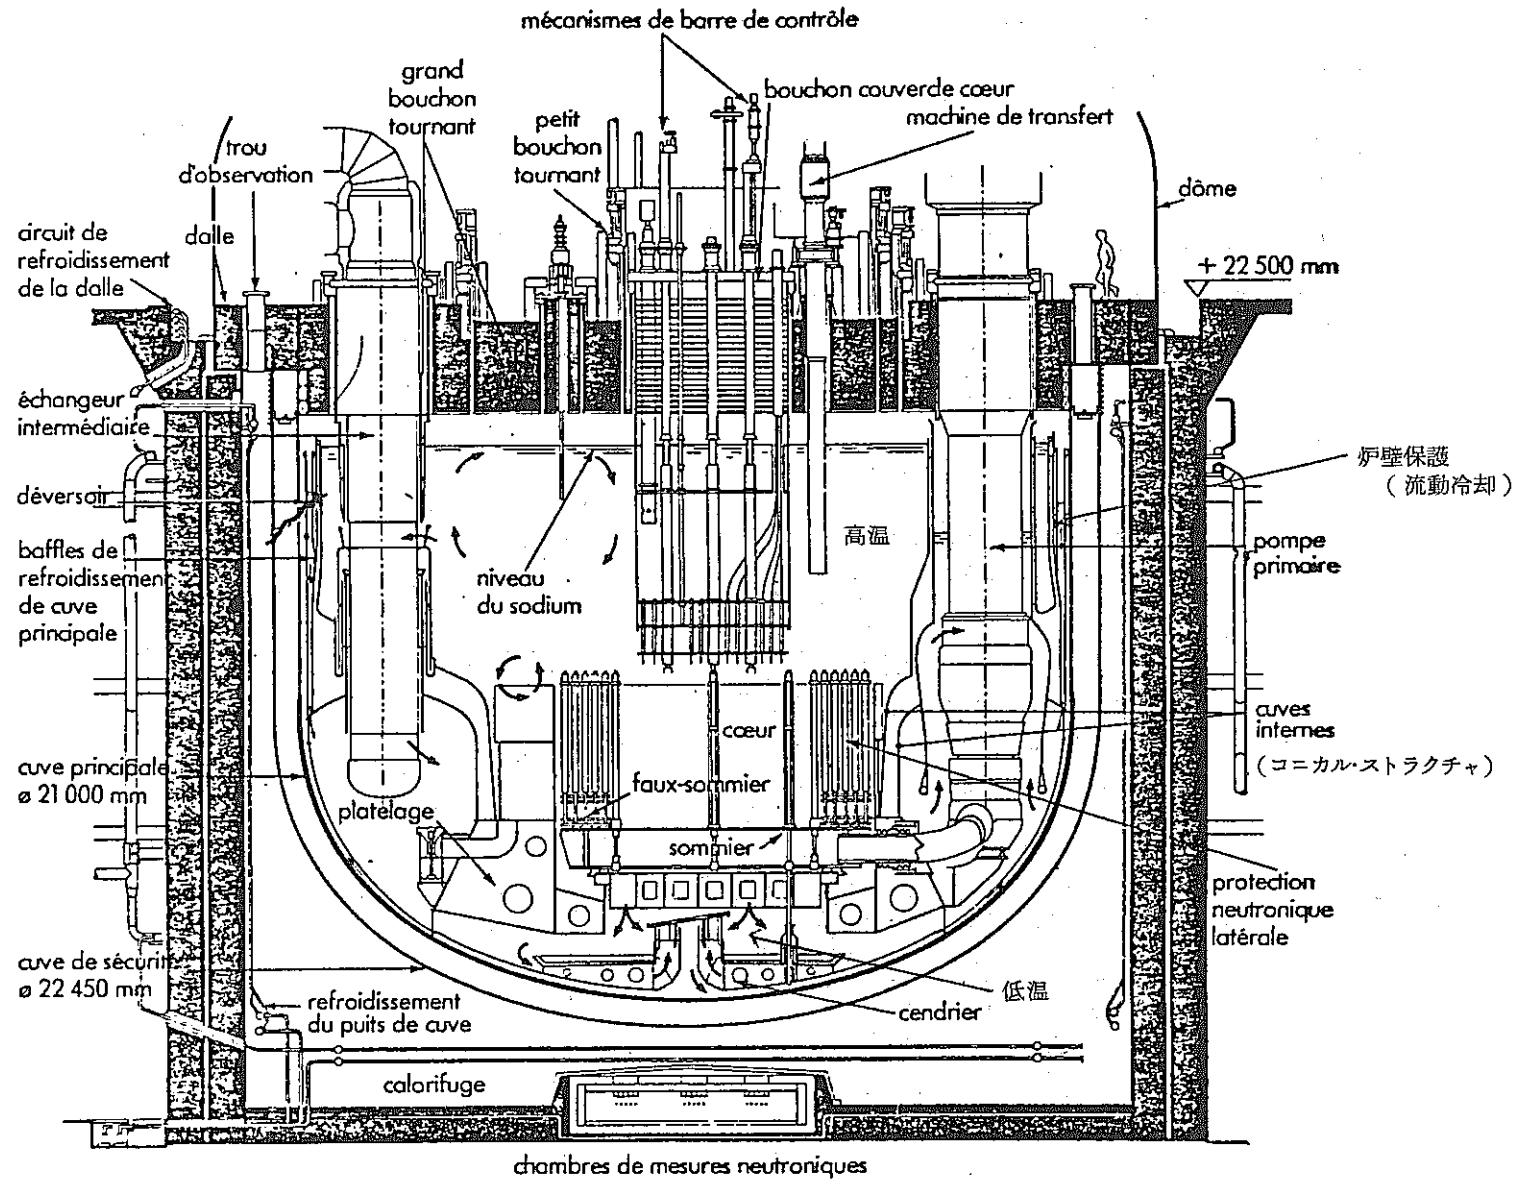 mécanismes de barre de contrôle
grand
bouchon
tournant
petit
bouchon
tournant
bouchon couvercle cœur
machine de transfert
trou
d'observation
dôme
circuit de
refroidissement
de la dalle
dalle
+ 22 500 mm
échangeur
intermédiaire
炉壁保護
(流動冷却)
déversoir
高温
baffles de
refroidissement
de cuve
principale
niveau
du sodium
pompe
primaire
cœur
cuves
internes
(コニカル・ストラクチャ)
cuve principale
ø 21 000 mm
faux-sommier
platelage
sommier
protection
neutronique
latérale
cuve de sécurit
ø 22 450 mm
refroidissement
du puits de cuve
低温
cendrier
calorifuge
chambres de mesures neutroniques